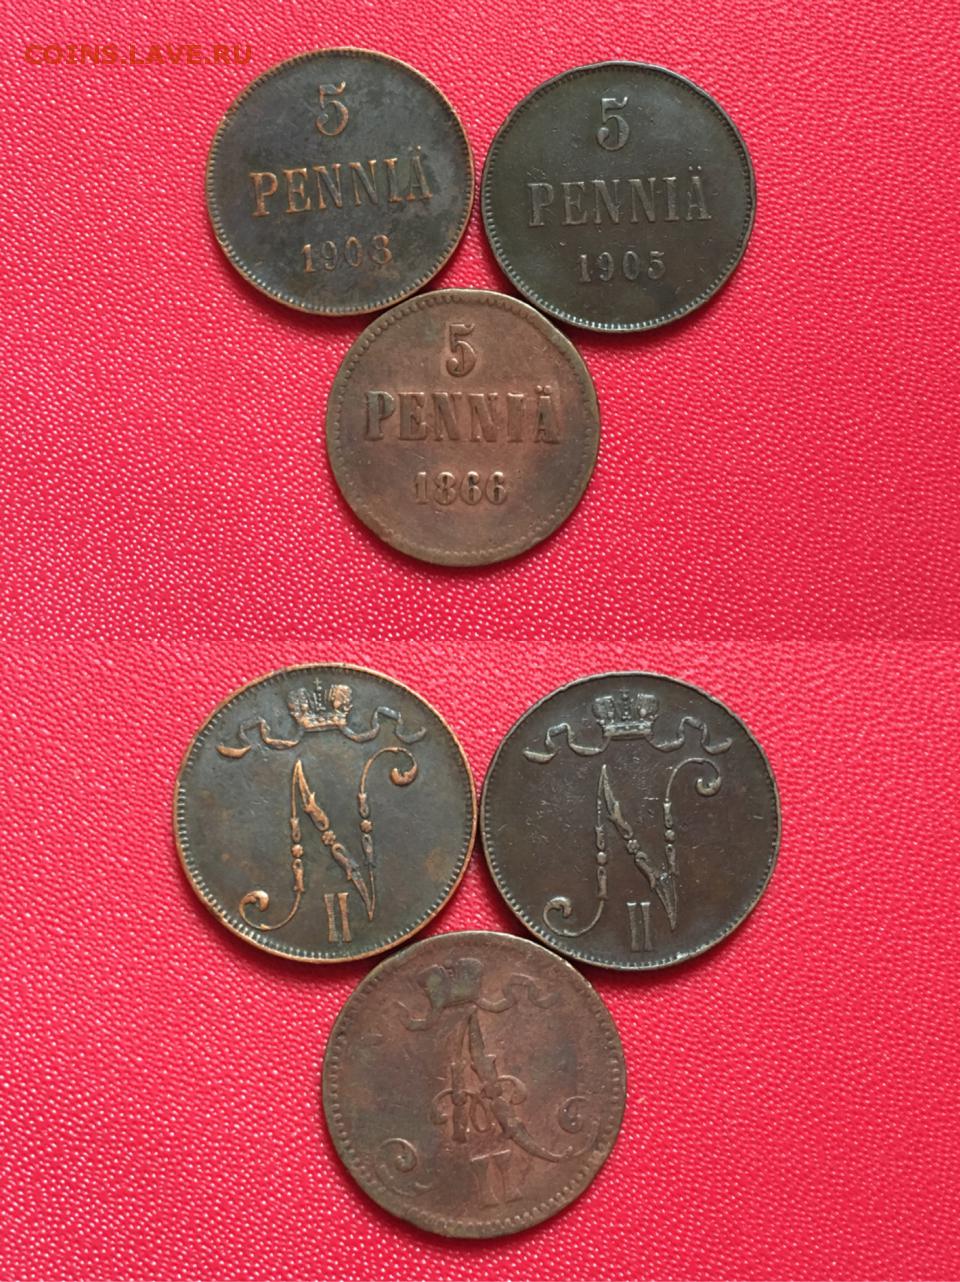 COINS.LAVE.RU
5
PENNIÄ
1908
5
PENNIÄ
1905
5
PENNIÄ
1866
N
II
N
II
A
II